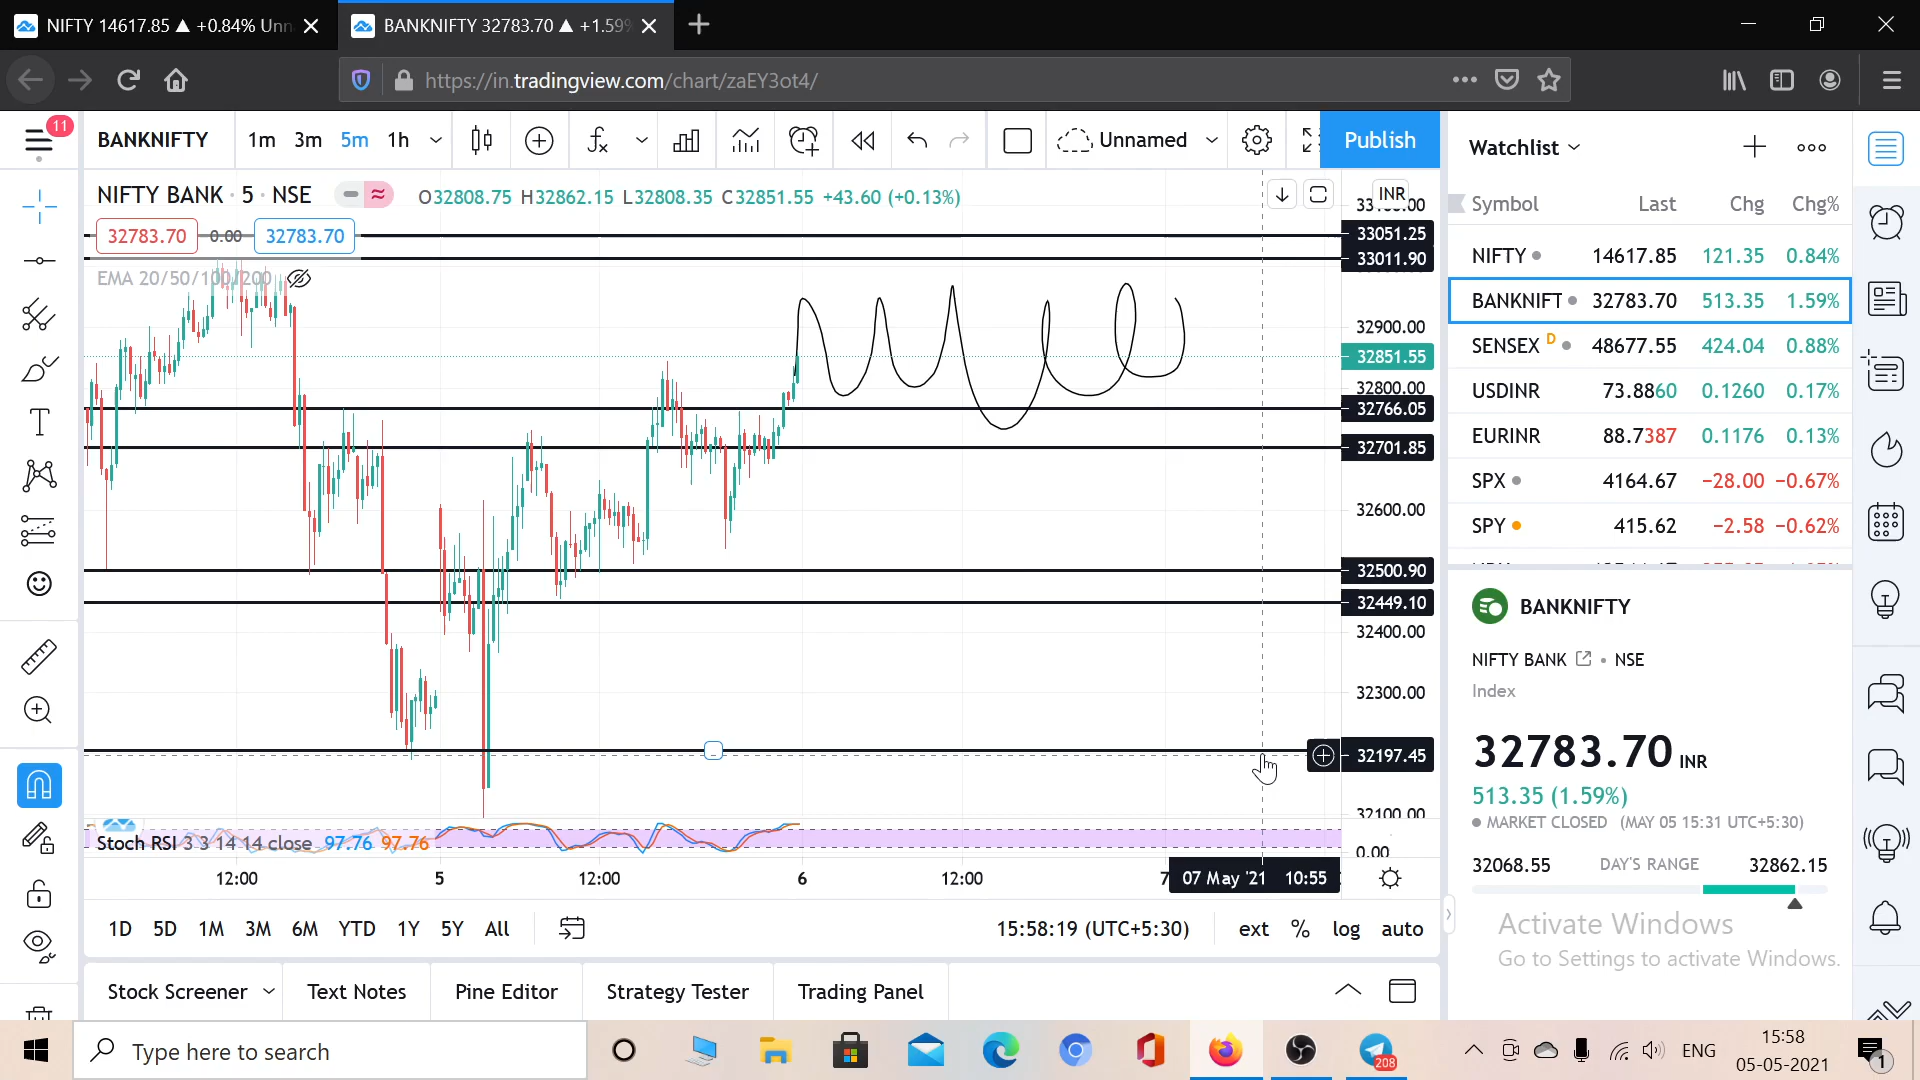 NIFTY 14617.85 ▲ +0.84% Unn
BANKNIFTY 32783.70 ▲ +1.59%
https://in.tradingview.com/chart/zaEY3ot4/
11
BANKNIFTY 1m 3m 5m 1h Unnamed Publish
NIFTY BANK · 5 · NSE O32808.75 H32862.15 L32808.35 C32851.55 +43.60 (+0.13%)
32783.70 0.00 32783.70
EMA 20/50/100/200
INR
33051.25
33011.90
32900.00
32851.55
32800.00
32766.05
32701.85
32600.00
32500.90
32449.10
32400.00
32300.00
32197.45
32100.00
Stoch RSI 3 3 14 14 close 97.76 97.76
0.00
12:00 5 12:00 6 12:00 7 07 May '21 10:55
1D 5D 1M 3M 6M YTD 1Y 5Y All 15:58:19 (UTC+5:30) ext % log auto
Stock Screener Text Notes Pine Editor Strategy Tester Trading Panel
Watchlist
Symbol Last Chg Chg%
NIFTY 14617.85 121.35 0.84%
BANKNIFT 32783.70 513.35 1.59%
SENSEX D 48677.55 424.04 0.88%
USDINR 73.8860 0.1260 0.17%
EURINR 88.7387 0.1176 0.13%
SPX 4164.67 −28.00 −0.67%
SPY 415.62 −2.58 −0.62%
BANKNIFTY
NIFTY BANK • NSE
Index
32783.70 INR
513.35 (1.59%)
MARKET CLOSED (MAY 05 15:31 UTC+5:30)
32068.55 DAY'S RANGE 32862.15
Activate Windows
Go to Settings to activate Windows.
Type here to search
208
ENG
15:58
05-05-2021
1